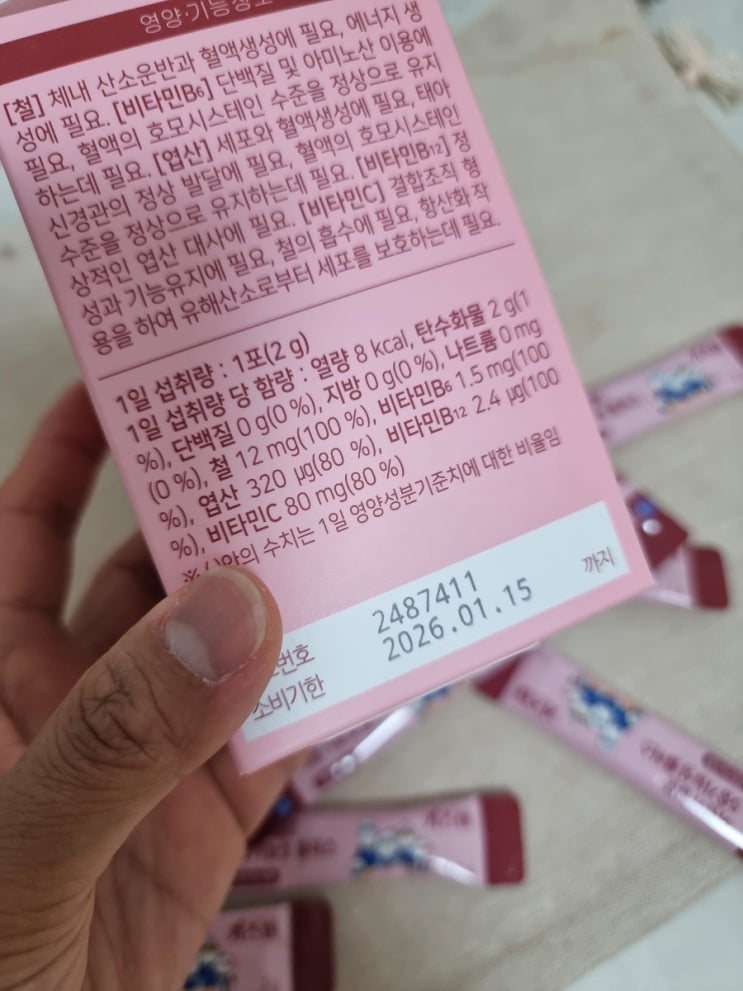 영양·기능정보
[철] 체내 산소운반과 혈액생성에 필요, 에너지 생
성에 필요. [비타민B₆] 단백질 및 아미노산 이용에
필요, 혈액의 호모시스테인 수준을 정상으로 유지
하는데 필요. [엽산] 세포와 혈액생성에 필요, 태아
신경관의 정상 발달에 필요, 혈액의 호모시스테인
수준을 정상으로 유지하는데 필요. [비타민B₁₂] 정
상적인 엽산 대사에 필요. [비타민C] 결합조직 형
성과 기능유지에 필요, 철의 흡수에 필요, 항산화 작
용을 하여 유해산소로부터 세포를 보호하는데 필요.
1일 섭취량 : 1포(2 g)
1일 섭취량 당 함량 : 열량 8 kcal, 탄수화물 2 g(1
%), 단백질 0 g(0 %), 지방 0 g(0 %), 나트륨 0 mg
(0 %), 철 12 mg(100 %), 비타민B₆ 1.5 mg(100
%), 엽산 320 μg(80 %), 비타민B₁₂ 2.4 μg(100
%), 비타민C 80 mg(80 %)
※ ( )안의 수치는 1일 영양성분기준치에 대한 비율임
번호 2487411
소비기한 2026.01.15 까지